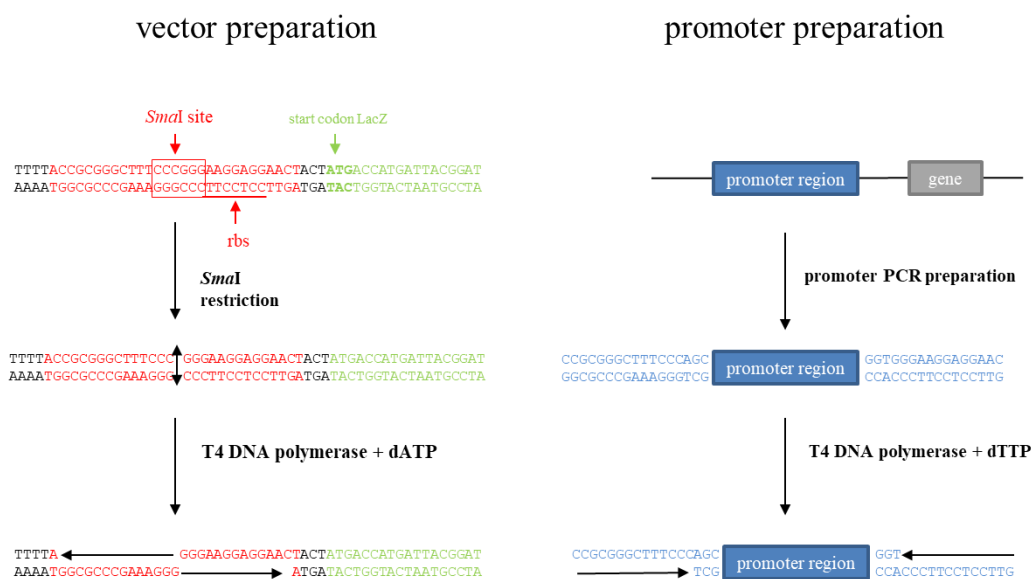 vector preparation
SmaI site
start codon LacZ
TTTTACCGCGGGCTTTCCCGGGAAGGAGGAACTACTATGACCATGATTACGGAT
AAAATGGCGCCCGAAAGGGCCCTTCCTCCTTGATGATACTGGTACTAATGCCTA
rbs
SmaI
restriction
TTTTACCGCGGGCTTTCCC GGGAAGGAGGAACTACTATGACCATGATTACGGAT
AAAATGGCGCCCGAAAGGG CCCTTCCTCCTTGATGATACTGGTACTAATGCCTA
T4 DNA polymerase + dATP
TTTTA GGGAAGGAGGAACTACTATGACCATGATTACGGAT
AAAATGGCGCCCGAAAGGG ATGATACTGGTACTAATGCCTA
promoter preparation
promoter region
gene
promoter PCR preparation
CCGCGGGCTTTCCCAGC GGTGGGAAGGAGGAAC
promoter region
GGCGCCCGAAAGGGTCG CCACCCTTCCTCCTTG
T4 DNA polymerase + dTTP
CCGCGGGCTTTCCCAGC GGT
promoter region
TCG CCACCCTTCCTCCTTG